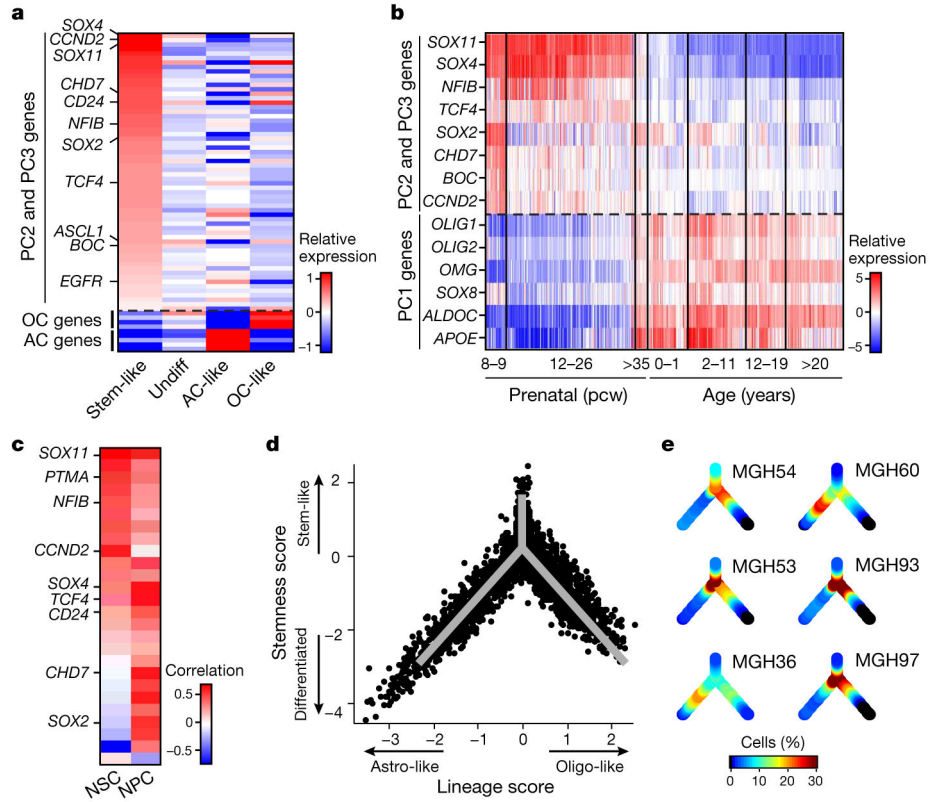 a
SOX4
CCND2
SOX11
CHD7
CD24
NFIB
SOX2
TCF4
ASCL1
BOC
EGFR
PC2 and PC3 genes
OC genes
AC genes
Stem-like
Undiff
AC-like
OC-like
Relative
expression
1
−1
b
PC2 and PC3 genes
SOX11
SOX4
NFIB
TCF4
SOX2
CHD7
BOC
CCND2
PC1 genes
OLIG1
OLIG2
OMG
SOX8
ALDOC
APOE
8–9 12–26 >35 0–1 2–11 12–19 >20
Prenatal (pcw) Age (years)
Relative
expression
5
0
−5
c
SOX11
PTMA
NFIB
CCND2
SOX4
TCF4
CD24
CHD7
SOX2
NSC NPC
Correlation
0.5
0
−0.5
d
Stemness score
Stem-like
Differentiated
2
0
−2
−4
−3 −2 −1 0 1 2
Astro-like Oligo-like
Lineage score
e
MGH54 MGH60
MGH53 MGH93
MGH36 MGH97
Cells (%)
0 10 20 30